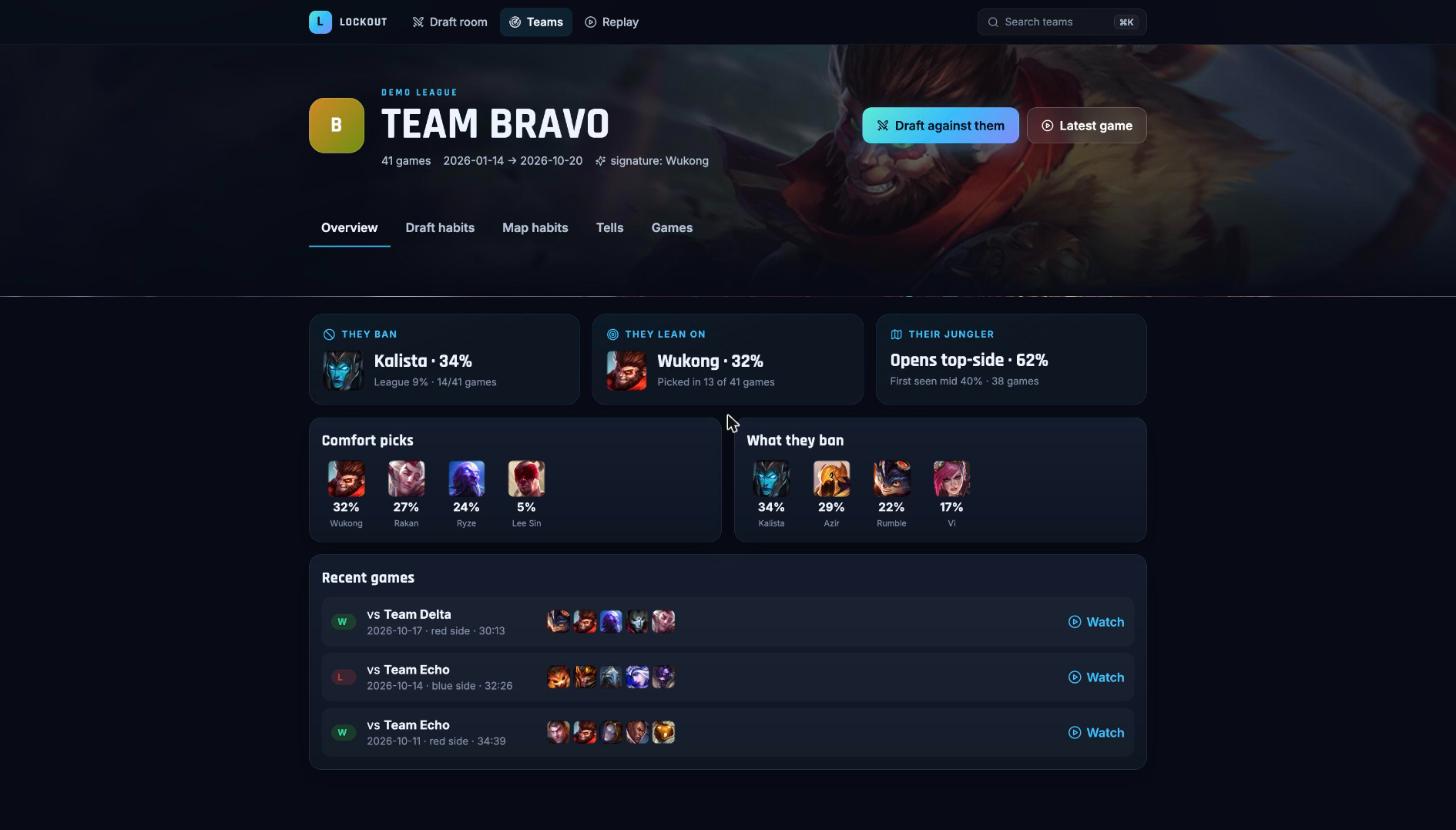 L LOCKOUT Draft room Teams Replay Search teams ⌘K
DEMO LEAGUE
B TEAM BRAVO Draft against them Latest game
41 games 2026-01-14 → 2026-10-20 signature: Wukong
Overview Draft habits Map habits Tells Games
THEY BAN
Kalista · 34%
League 9% · 14/41 games
THEY LEAN ON
Wukong · 32%
Picked in 13 of 41 games
THEIR JUNGLER
Opens top-side · 62%
First seen mid 40% · 38 games
Comfort picks
32% 27% 24% 5%
Wukong Rakan Ryze Lee Sin
What they ban
34% 29% 22% 17%
Kalista Azir Rumble Vi
Recent games
W vs Team Delta Watch
2026-10-17 · red side · 30:13
L vs Team Echo Watch
2026-10-14 · blue side · 32:26
W vs Team Echo Watch
2026-10-11 · red side · 34:39